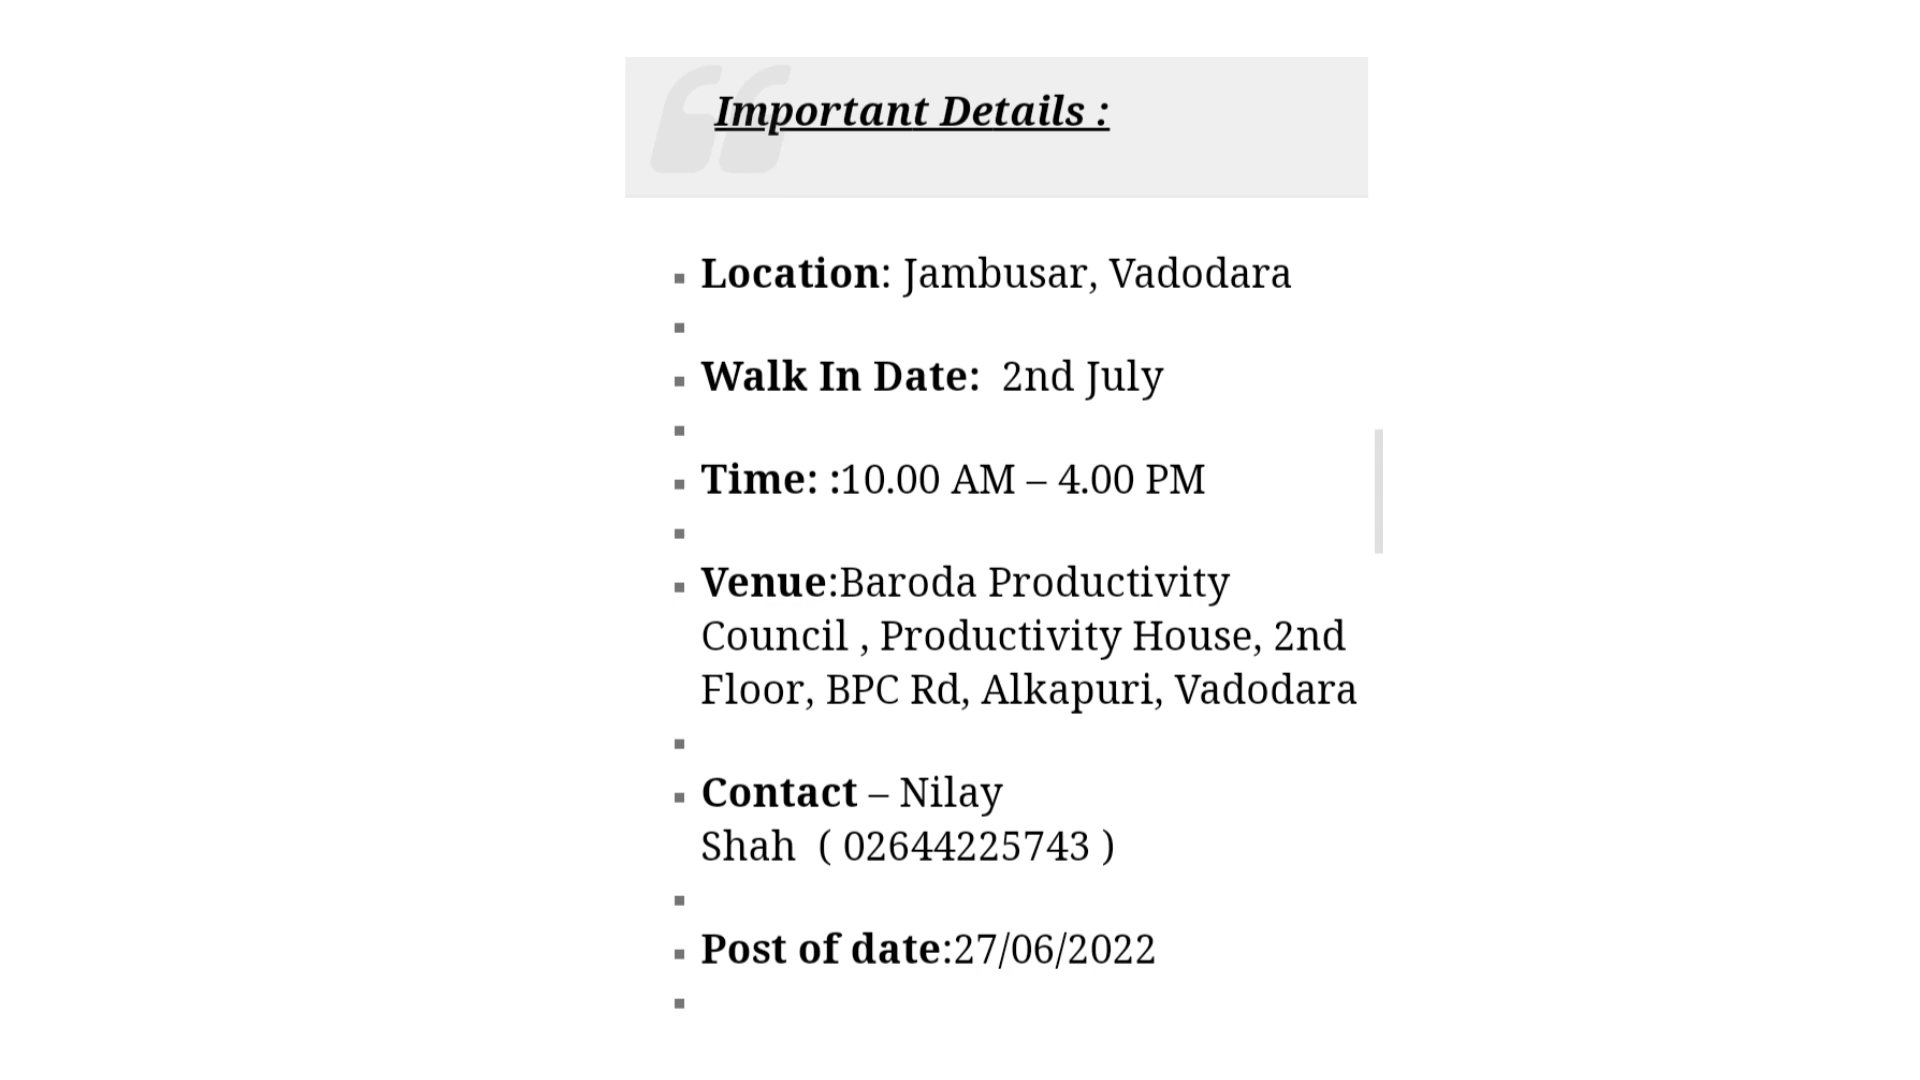 Important Details :
Location: Jambusar, Vadodara
Walk In Date:  2nd July
Time: :10.00 AM – 4.00 PM
Venue:Baroda Productivity
Council , Productivity House, 2nd
Floor, BPC Rd, Alkapuri, Vadodara
Contact – Nilay
Shah  ( 02644225743 )
Post of date:27/06/2022